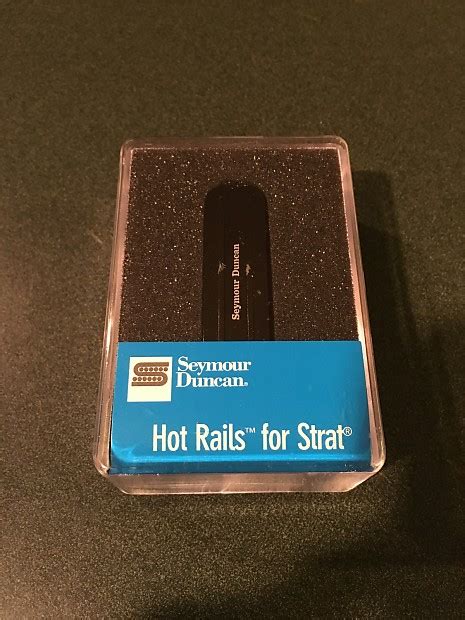 Seymour Duncan
Seymour
Duncan®
Hot Rails™ for Strat®